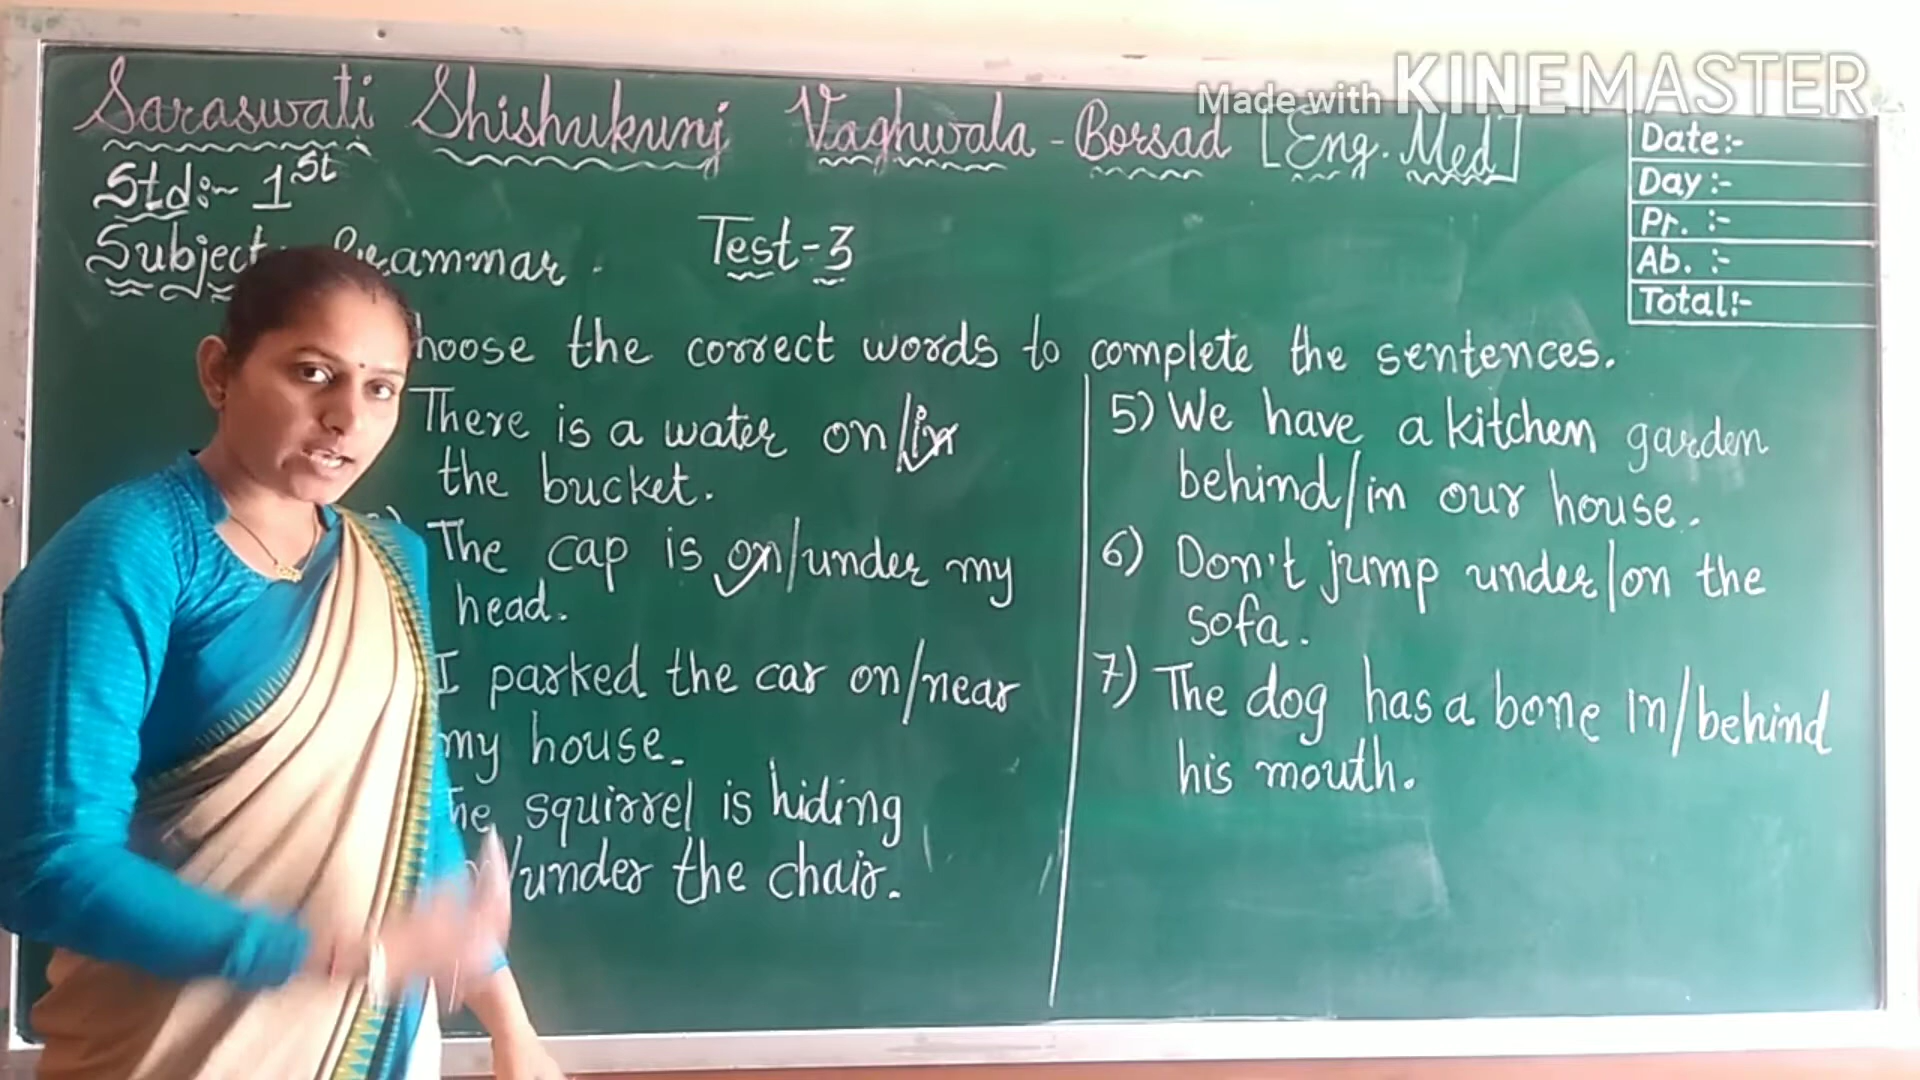 Made with KINEMASTER
Saraswati Shishukunj Vaghwala - Borsad [Eng. Med]
Std:- 1st
Subject Grammar.
Test-3
Date:-
Day:-
Pr. :-
Ab. :-
Total:-
hoose the correct words to complete the sentences.
There is a water on/in
the bucket.
The cap is on/under my
head.
I parked the car on/near
my house.
he squirrel is hiding
/under the chair.
5) We have a kitchen garden
behind/in our house.
6) Don't jump under/on the
sofa.
7) The dog has a bone in/behind
his mouth.